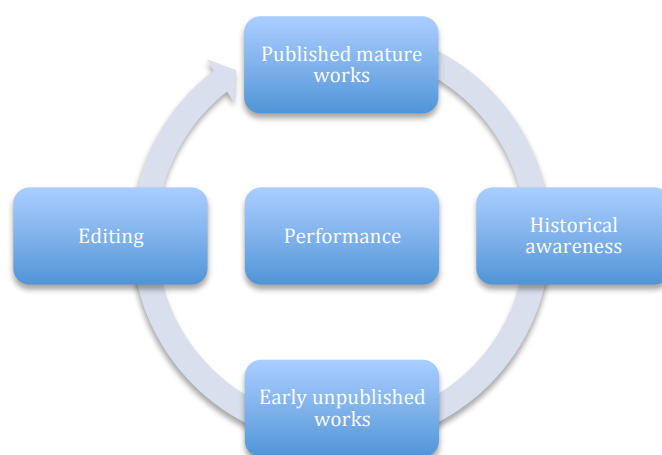 Published mature
works
Editing
Performance
Historical
awareness
Early unpublished
works